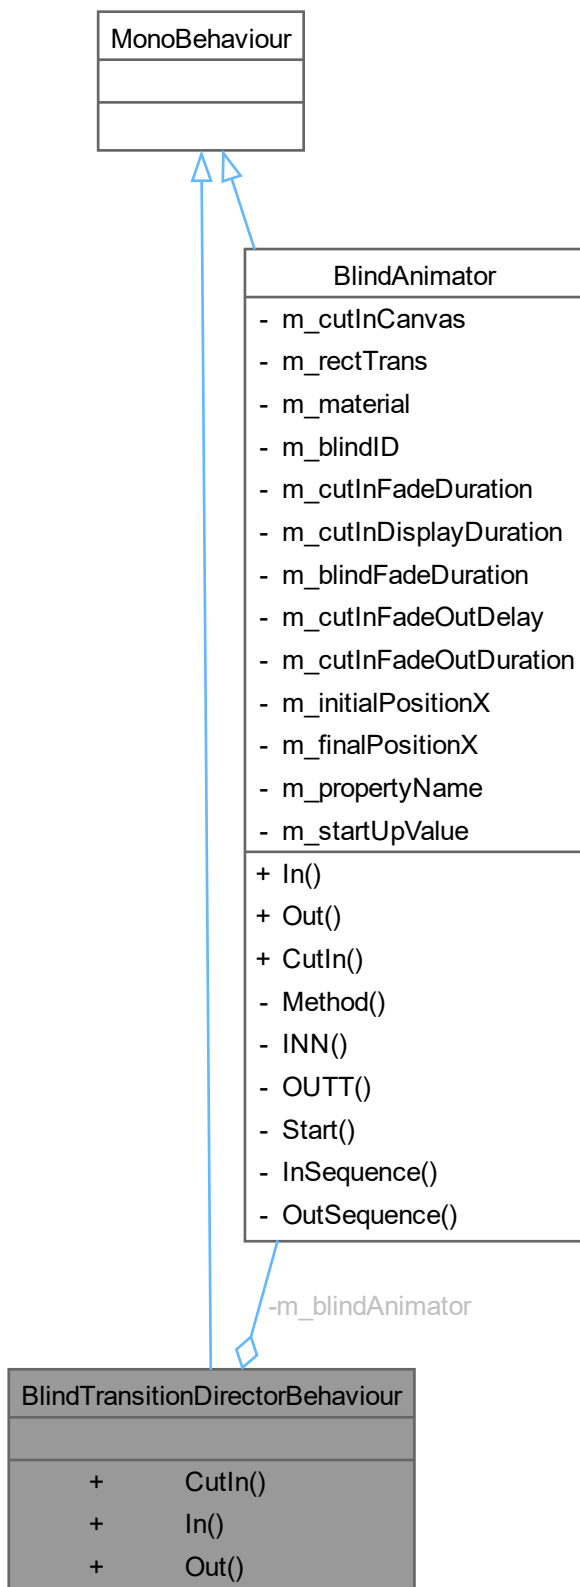 MonoBehaviour
BlindAnimator
- m_cutInCanvas
- m_rectTrans
- m_material
- m_blindID
- m_cutInFadeDuration
- m_cutInDisplayDuration
- m_blindFadeDuration
- m_cutInFadeOutDelay
- m_cutInFadeOutDuration
- m_initialPositionX
- m_finalPositionX
- m_propertyName
- m_startUpValue
+ In()
+ Out()
+ CutIn()
- Method()
- INN()
- OUTT()
- Start()
- InSequence()
- OutSequence()
-m_blindAnimator
BlindTransitionDirectorBehaviour
+ CutIn()
+ In()
+ Out()